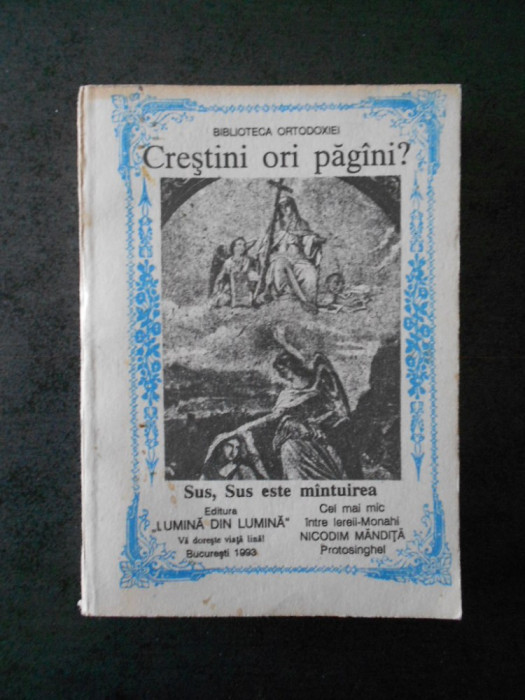 BIBLIOTECA ORTODOXIEI
Creştini ori păgîni?
Sus, Sus este mîntuirea
Editura
„LUMINĂ DIN LUMINĂ”
Vă doreşte viaţă lină!
Bucureşti 1993
Cel mai mic
între Iereii-Monahi
NICODIM MĂNDIŢĂ
Protosinghel